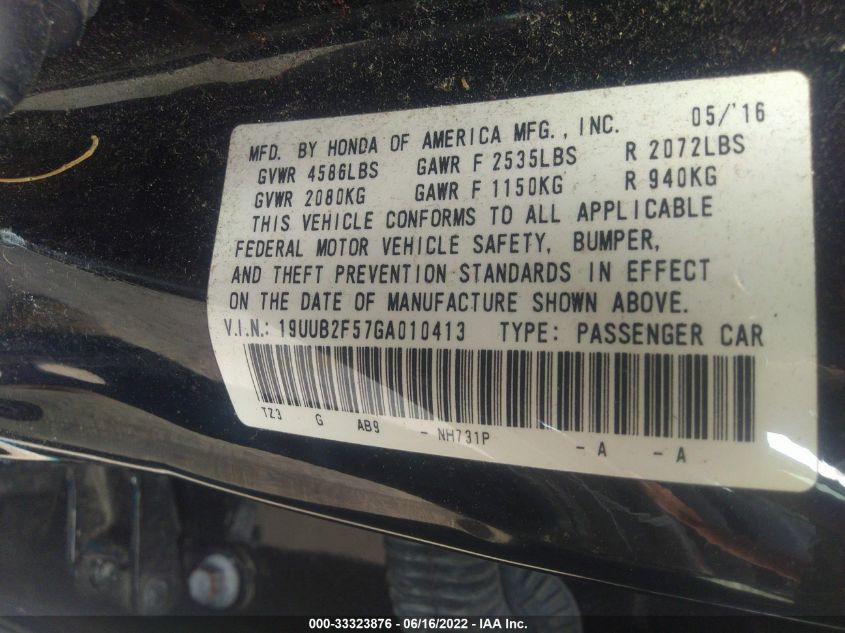 MFD. BY HONDA OF AMERICA MFG., INC. 05/'16
GVWR 4586LBS GAWR F 2535LBS R 2072LBS
GVWR 2080KG GAWR F 1150KG R 940KG
THIS VEHICLE CONFORMS TO ALL APPLICABLE
FEDERAL MOTOR VEHICLE SAFETY, BUMPER,
AND THEFT PREVENTION STANDARDS IN EFFECT
ON THE DATE OF MANUFACTURE SHOWN ABOVE.
V.I.N.: 19UUB2F57GA010413 TYPE: PASSENGER CAR
TZ3 G AB9 - NH731P - A - A
000-33323876 - 06/16/2022 - IAA Inc.